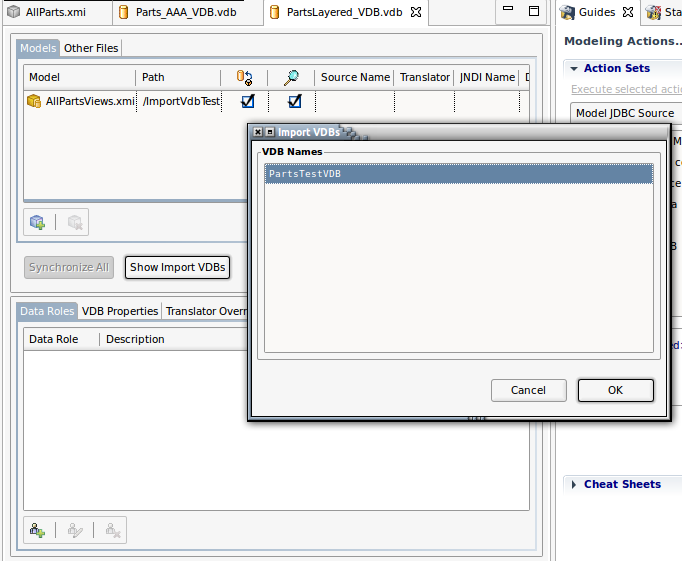 AllParts.xmi
Parts_AAA_VDB.vdb
PartsLayered_VDB.vdb
Guides
Sta
Modeling Actions...
Action Sets
Execute selected actio
Model JDBC Source
Models
Other Files
Model
Path
Source Name
Translator
JNDI Name
AllPartsViews.xmi
/ImportVdbTest
Import VDBs
VDB Names
PartsTestVDB
Synchronize All
Show Import VDBs
Data Roles
VDB Properties
Translator Overr
Data Role
Description
Cancel
OK
Cheat Sheets